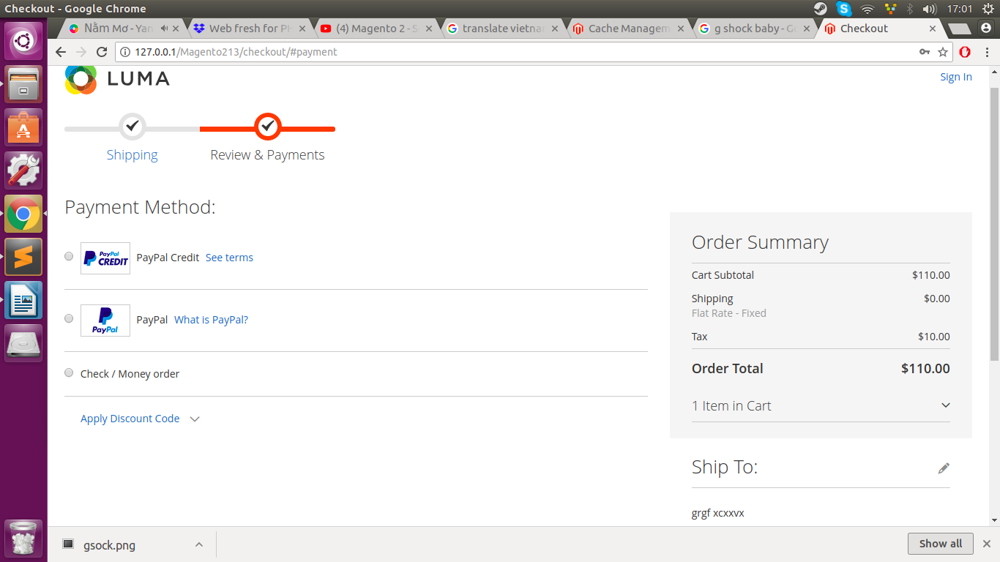 Checkout - Google Chrome
17:01
Nằm Mơ - Yan
Web fresh for PH
(4) Magento 2 - S
translate vietnar
Cache Managem
g shock baby - Go
Checkout
127.0.0.1/Magento213/checkout/#payment
LUMA
Sign In
Shipping
Review & Payments
Payment Method:
PayPal CREDIT
PayPal Credit See terms
PayPal
PayPal What is PayPal?
Check / Money order
Apply Discount Code
Order Summary
Cart Subtotal $110.00
Shipping $0.00
Flat Rate - Fixed
Tax $10.00
Order Total $110.00
1 Item in Cart
Ship To:
grgf xcxxvx
gsock.png
Show all